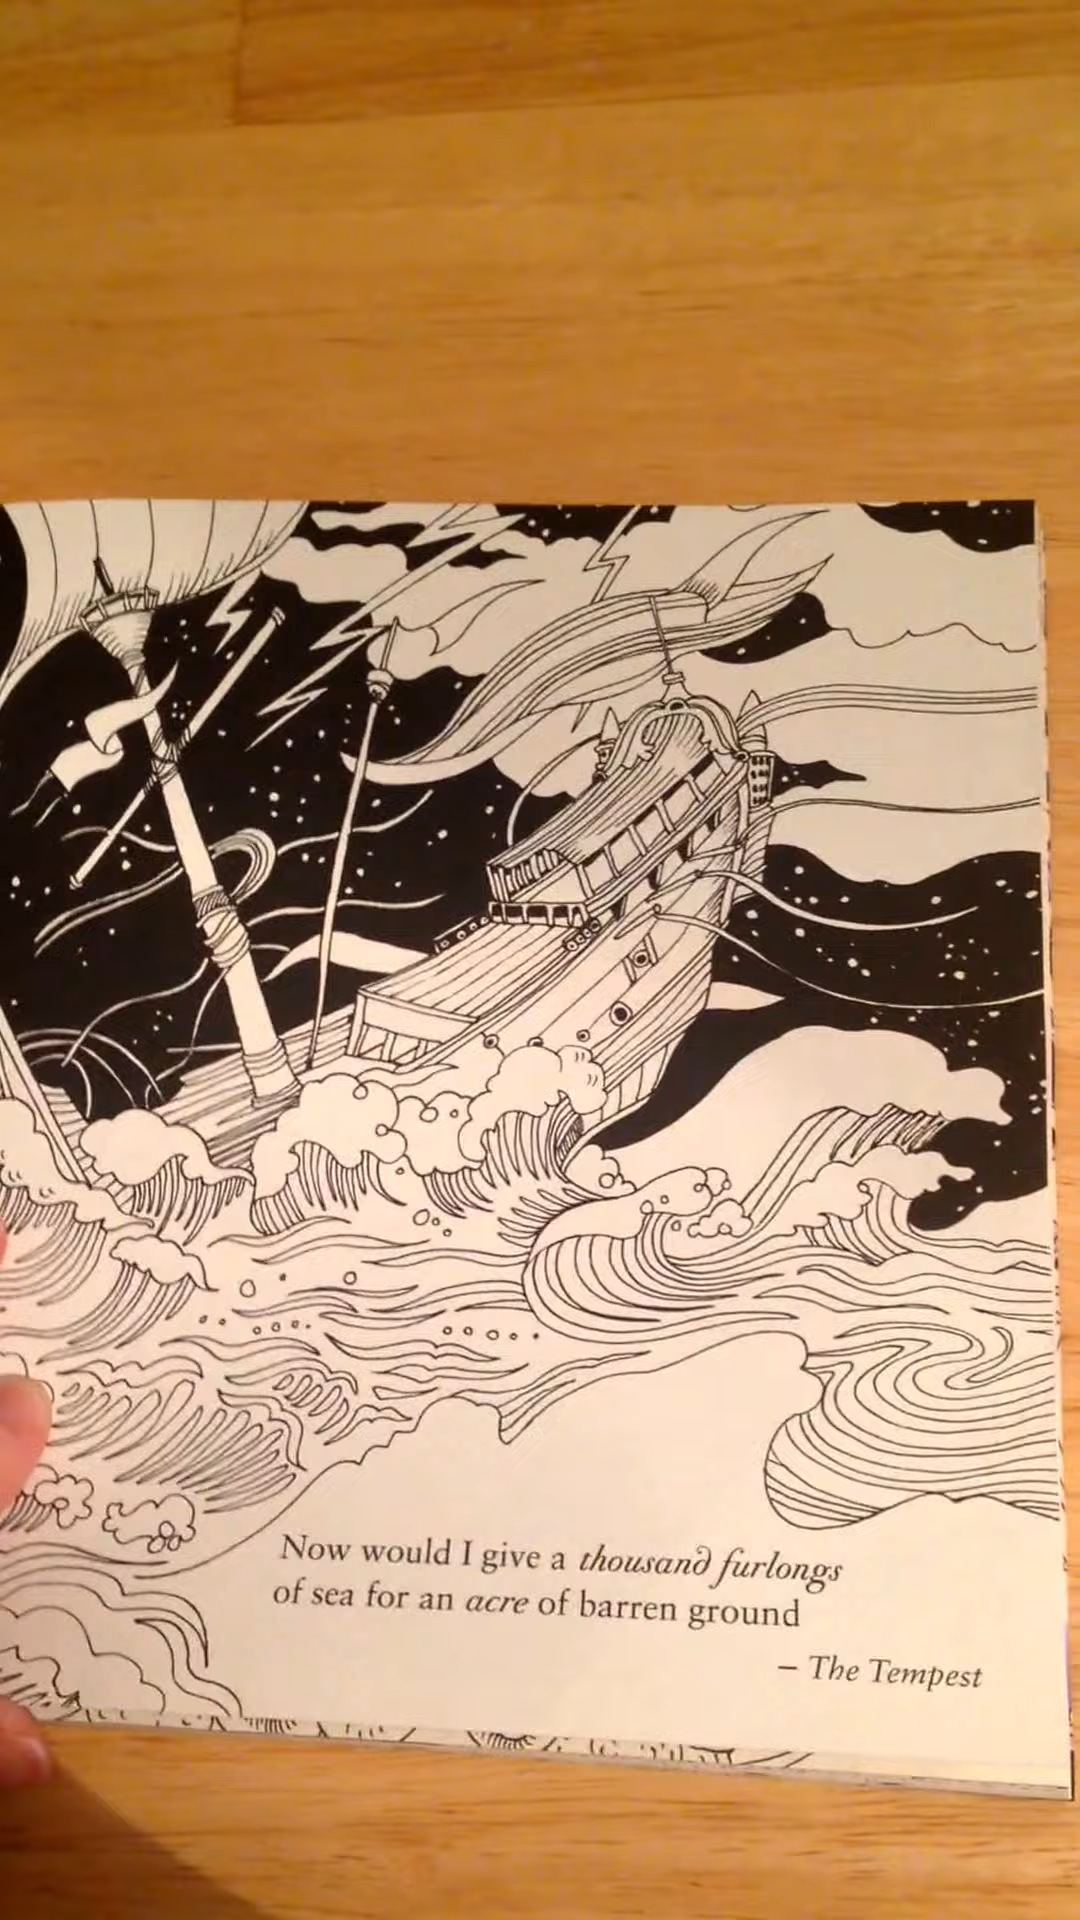 Now would I give a thousand furlongs
of sea for an acre of barren ground
– The Tempest